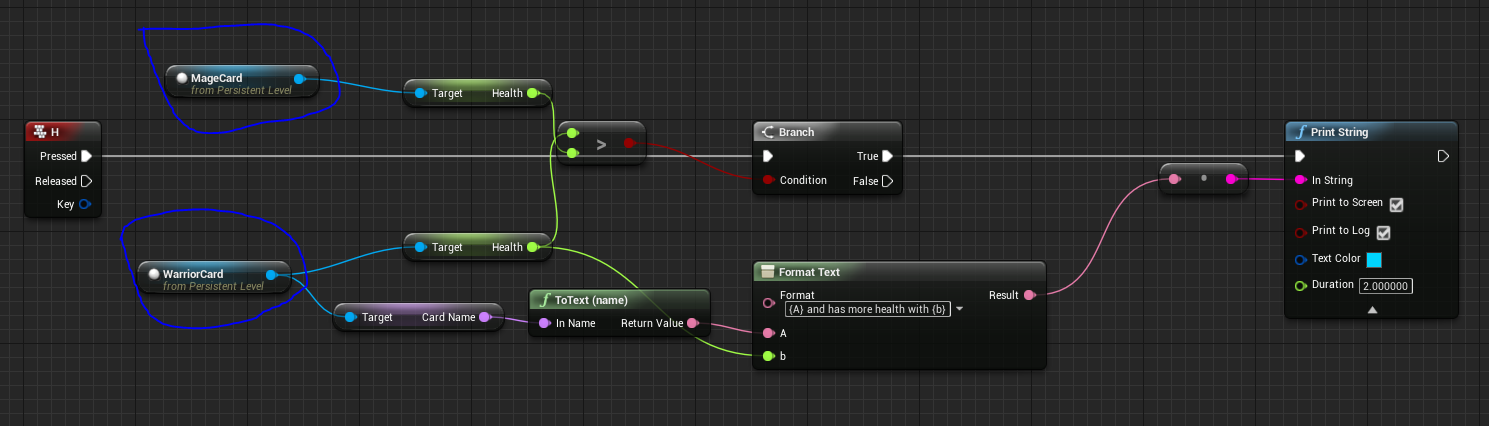 MageCard
from Persistent Level
Target Health
H
Pressed
Released
Key
>
Branch
True
Condition False
Print String
In String
Print to Screen
Print to Log
Text Color
Duration 2.000000
Target Health
WarriorCard
from Persistent Level
Target Card Name
ToText (name)
In Name Return Value
Format Text
Format Result
{A} and has more health with {b}
A
b